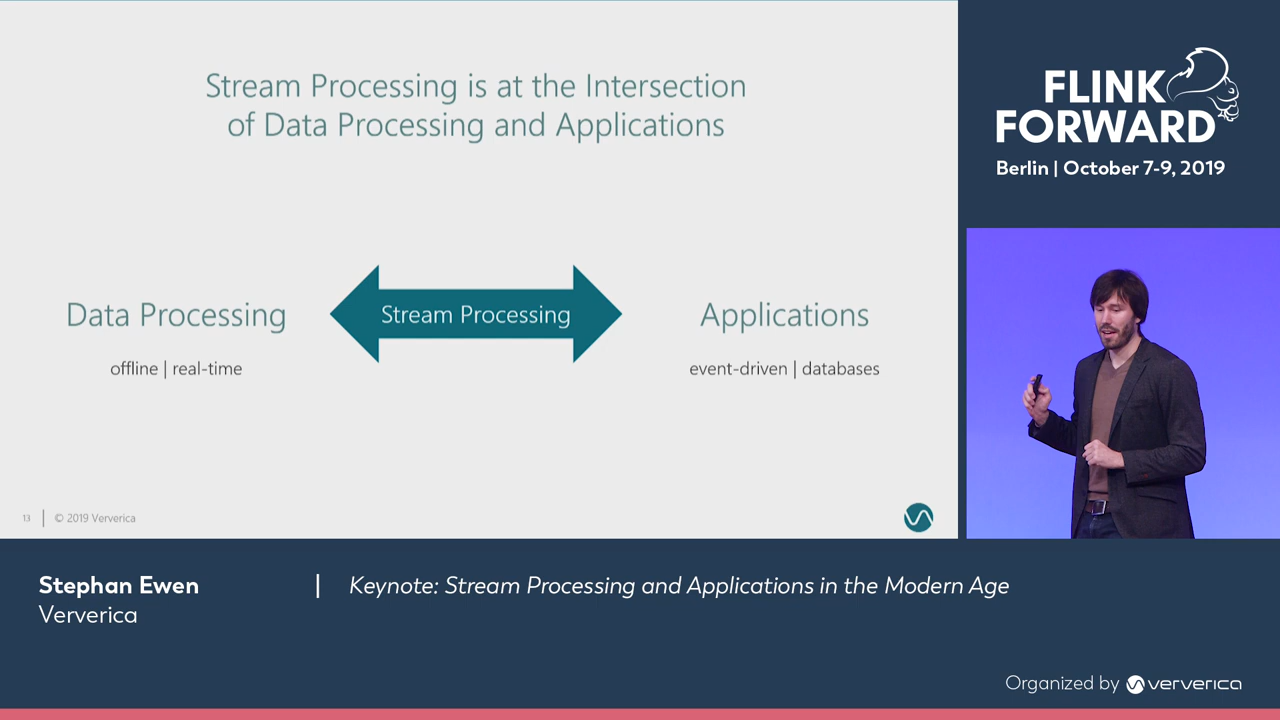 Stream Processing is at the Intersection
of Data Processing and Applications
Data Processing
offline | real-time
Stream Processing
Applications
event-driven | databases
13 | © 2019 Ververica
FLINK
FORWARD
Berlin | October 7-9, 2019
Stephan Ewen | Keynote: Stream Processing and Applications in the Modern Age
Ververica
Organized by ververica